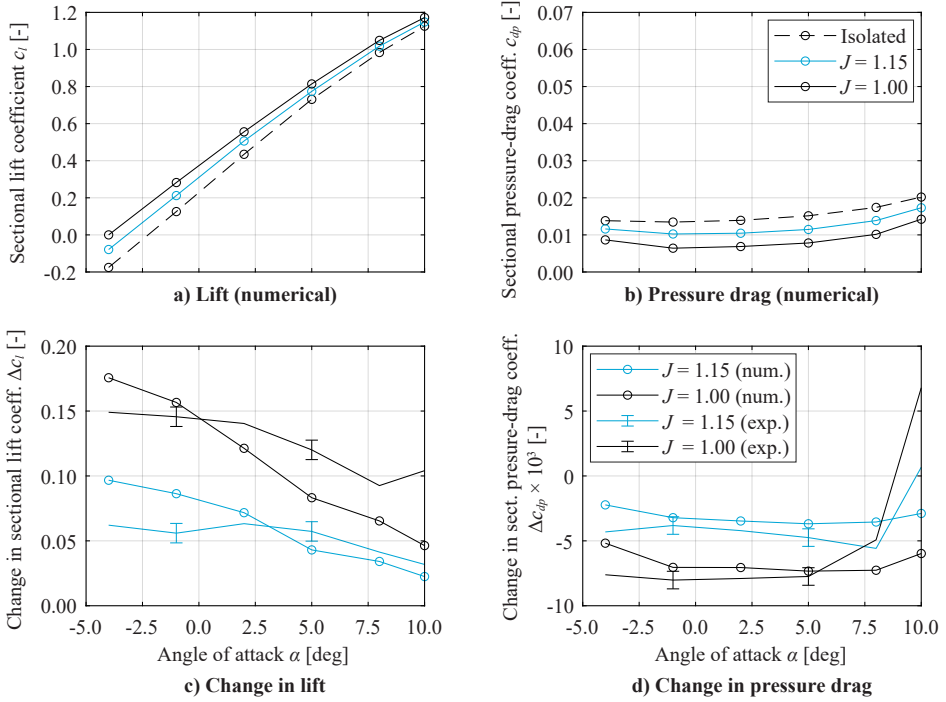 Sectional lift coefficient c_l [-]
1.2
1.0
0.8
0.6
0.4
0.2
0.0
-0.2
a) Lift (numerical)
Sectional pressure-drag coeff. c_dp [-]
0.07
0.06
0.05
0.04
0.03
0.02
0.01
0.00
Isolated
J = 1.15
J = 1.00
b) Pressure drag (numerical)
Change in sectional lift coeff. Δc_l [-]
0.20
0.15
0.10
0.05
0.00
-5.0 -2.5 0.0 2.5 5.0 7.5 10.0
Angle of attack α [deg]
c) Change in lift
Change in sect. presure-drag coeff.
Δc_dp × 10³ [-]
10
5
0
-5
-10
J = 1.15 (num.)
J = 1.00 (num.)
J = 1.15 (exp.)
J = 1.00 (exp.)
-5.0 -2.5 0.0 2.5 5.0 7.5 10.0
Angle of attack α [deg]
d) Change in pressure drag